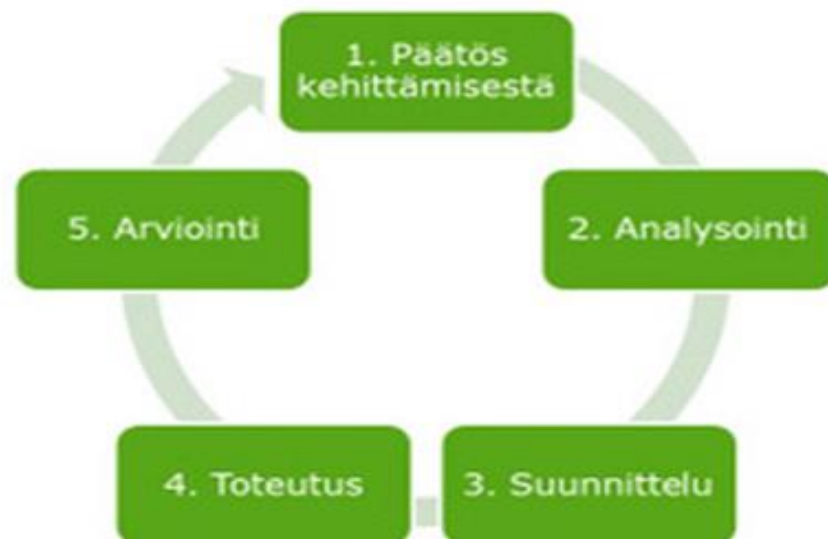 1. Päätös
kehittämisestä
2. Analysointi
3. Suunnittelu
4. Toteutus
5. Arviointi